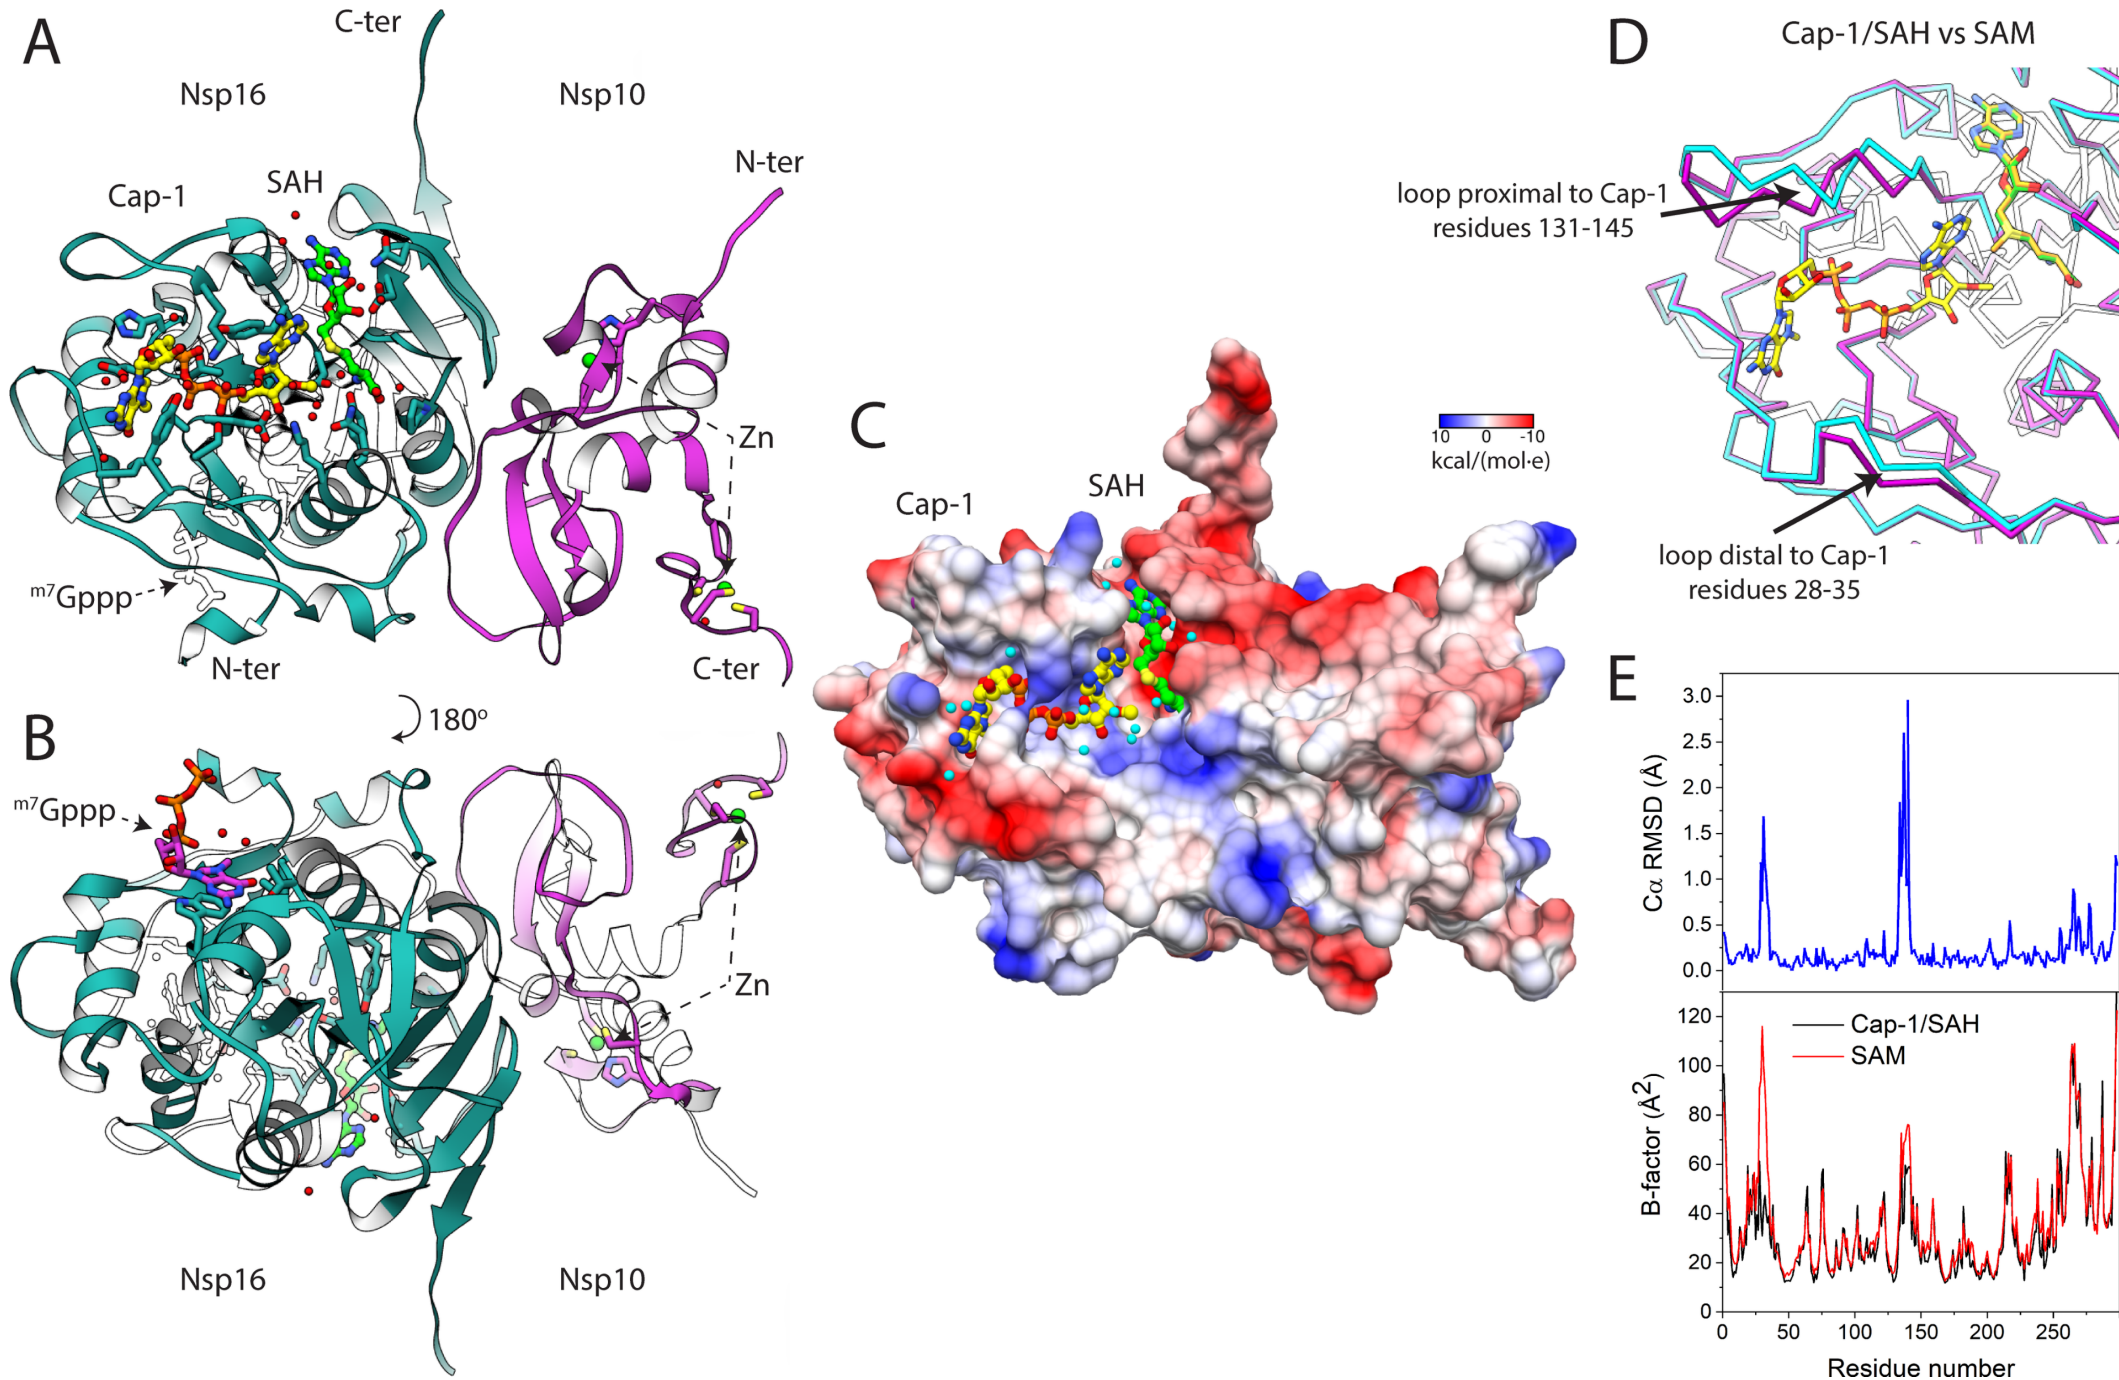 A
C-ter
Nsp16
Nsp10
N-ter
SAH
Cap-1
Zn
m7Gppp
N-ter
C-ter
180o
B
m7Gppp
Zn
Nsp16
Nsp10
C
10 0 -10
kcal/(mol·e)
SAH
Cap-1
D
Cap-1/SAH vs SAM
loop proximal to Cap-1
residues 131-145
loop distal to Cap-1
residues 28-35
E
3.0
2.5
2.0
1.5
1.0
0.5
0.0
Cα RMSD (Å)
120
100
80
60
40
20
0
B-factor (Å2)
Cap-1/SAH
SAM
0 50 100 150 200 250
Residue number